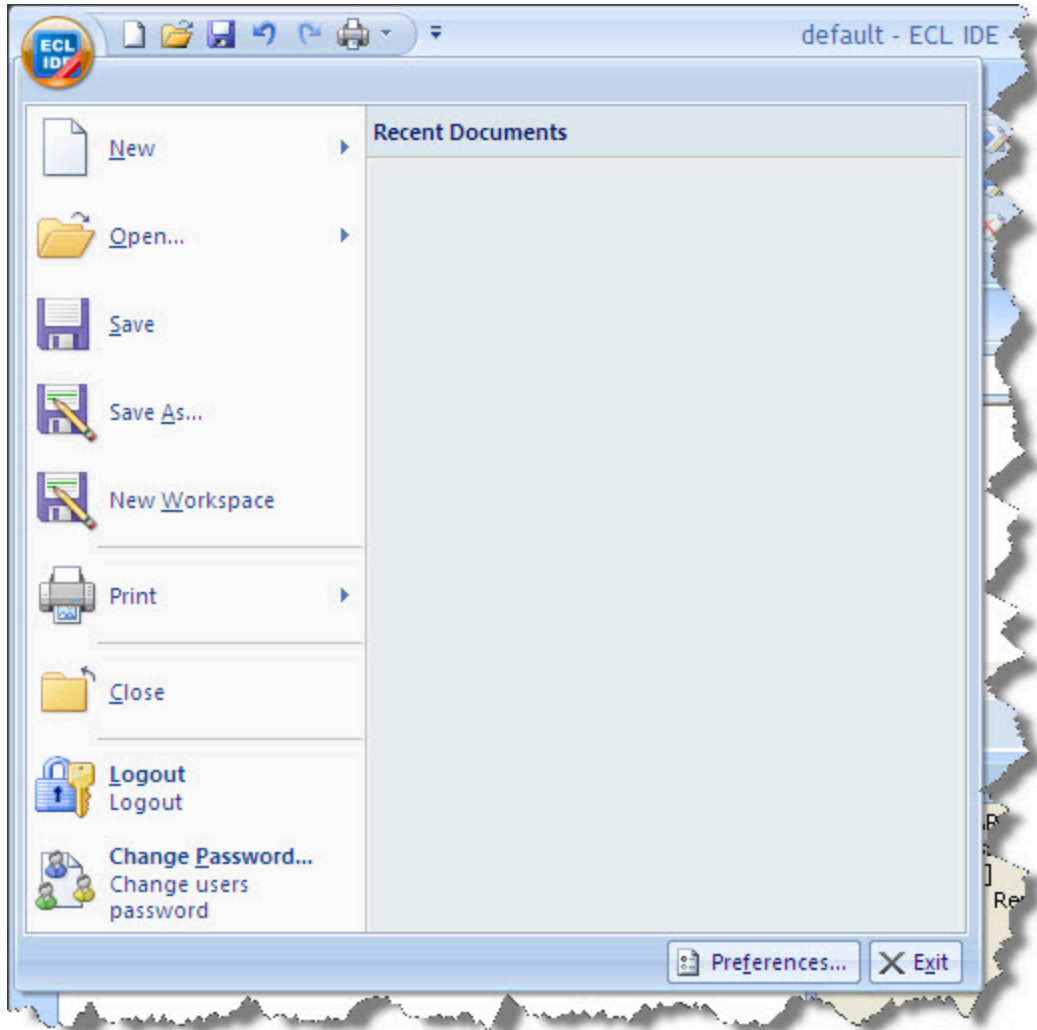 ECL
IDE
default - ECL IDE -
New
Recent Documents
Open...
Save
Save As...
New Workspace
Print
Close
Logout
Logout
Change Password...
Change users
password
Preferences...
Exit